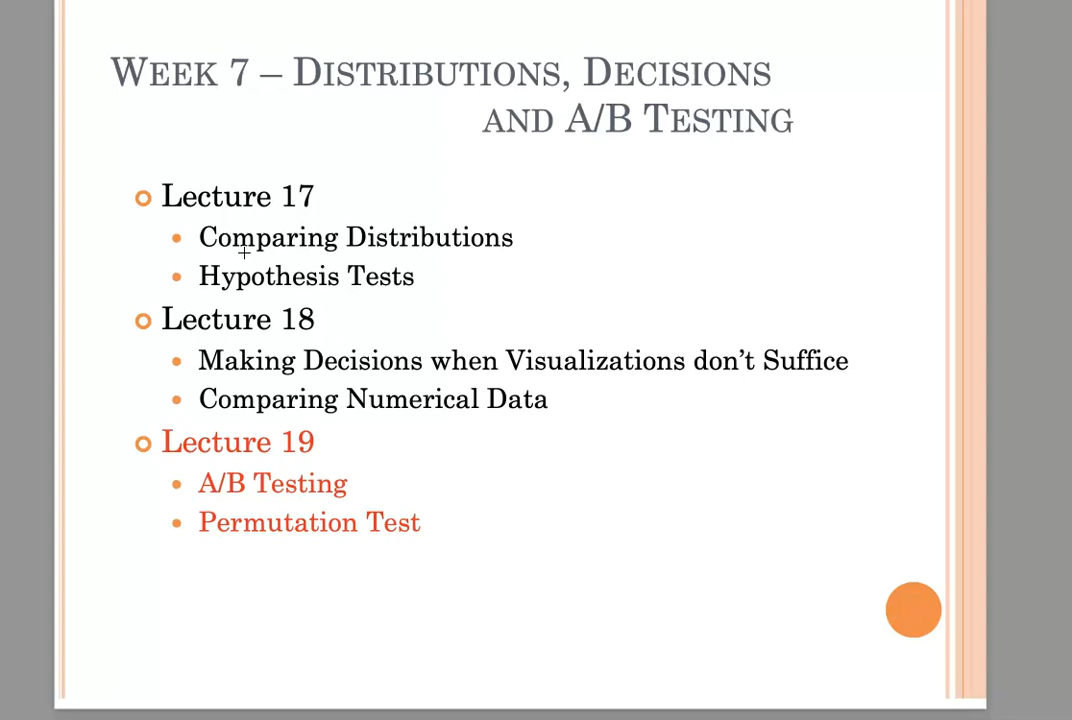 Week 7 – Distributions, Decisions
and A/B Testing
Lecture 17
Comparing Distributions
Hypothesis Tests
Lecture 18
Making Decisions when Visualizations don’t Suffice
Comparing Numerical Data
Lecture 19
A/B Testing
Permutation Test